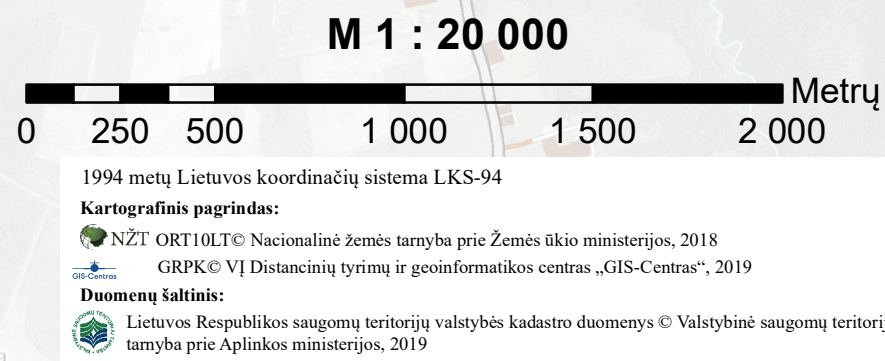 M 1 : 20 000
Metrų
0 250 500 1 000 1 500 2 000
1994 metų Lietuvos koordinačių sistema LKS-94
Kartografinis pagrindas:
NŽT ORT10LT© Nacionalinė žemės tarnyba prie Žemės ūkio ministerijos, 2018
GIS-Centras GRPK© VĮ Distancinių tyrimų ir geoinformatikos centras „GIS-Centras“, 2019
Duomenų šaltinis:
Lietuvos Respublikos saugomų teritorijų valstybės kadastro duomenys © Valstybinė saugomų teritorij
tarnyba prie Aplinkos ministerijos, 2019